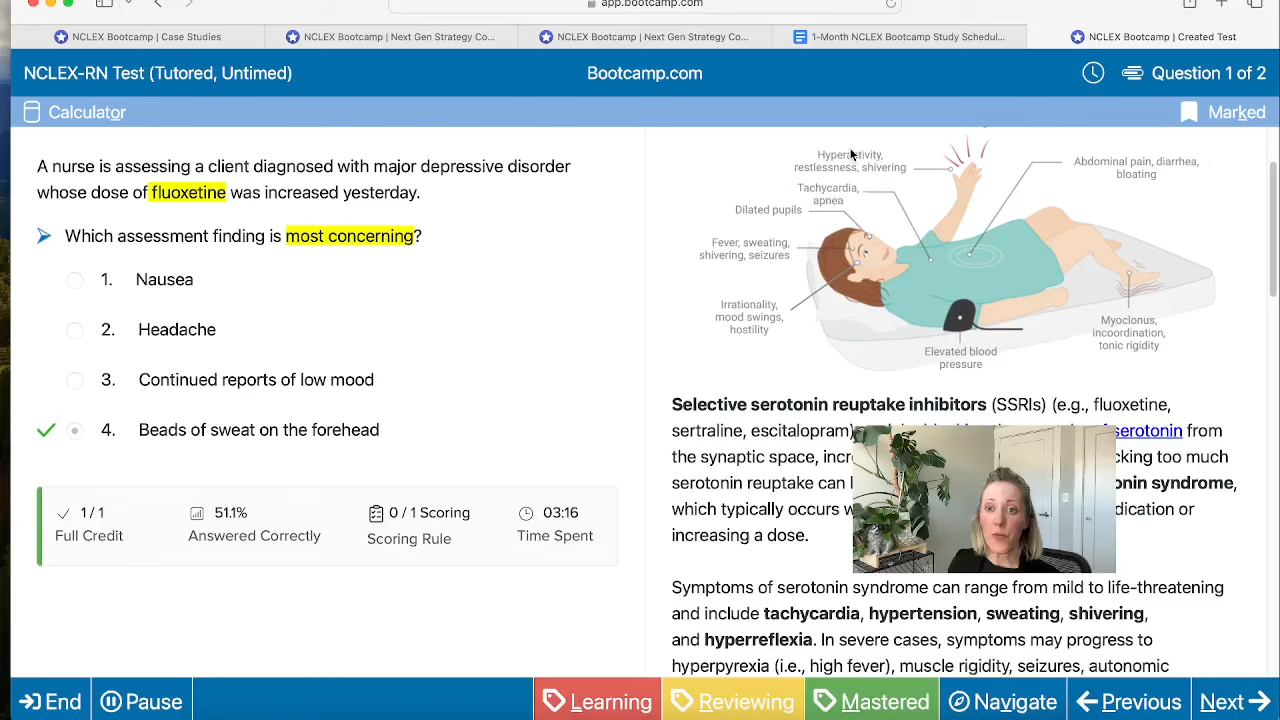 app.bootcamp.com
NCLEX Bootcamp | Case Studies
NCLEX Bootcamp | Next Gen Strategy Co...
NCLEX Bootcamp | Next Gen Strategy Co...
1-Month NCLEX Bootcamp Study Schedul...
NCLEX Bootcamp | Created Test
NCLEX-RN Test (Tutored, Untimed)
Bootcamp.com
Question 1 of 2
Calculator
Marked
A nurse is assessing a client diagnosed with major depressive disorder
whose dose of fluoxetine was increased yesterday.
Which assessment finding is most concerning?
1. Nausea
2. Headache
3. Continued reports of low mood
4. Beads of sweat on the forehead
1 / 1
Full Credit
51.1%
Answered Correctly
0 / 1 Scoring
Scoring Rule
03:16
Time Spent
Hyperactivity,
restlessness, shivering
Tachycardia,
apnea
Dilated pupils
Fever, sweating,
shivering, seizures
Irrationality,
mood swings,
hostility
Elevated blood
pressure
Abdominal pain, diarrhea,
bloating
Myoclonus,
incoordination,
tonic rigidity
Selective serotonin reuptake inhibitors (SSRIs) (e.g., fluoxetine,
sertraline, escitalopram) serotonin from
the synaptic space, incr cking too much
serotonin reuptake can l onin syndrome,
which typically occurs w dication or
increasing a dose.
Symptoms of serotonin syndrome can range from mild to life-threatening
and include tachycardia, hypertension, sweating, shivering,
and hyperreflexia. In severe cases, symptoms may progress to
hyperpyrexia (i.e., high fever), muscle rigidity, seizures, autonomic
End
Pause
Learning
Reviewing
Mastered
Navigate
Previous
Next